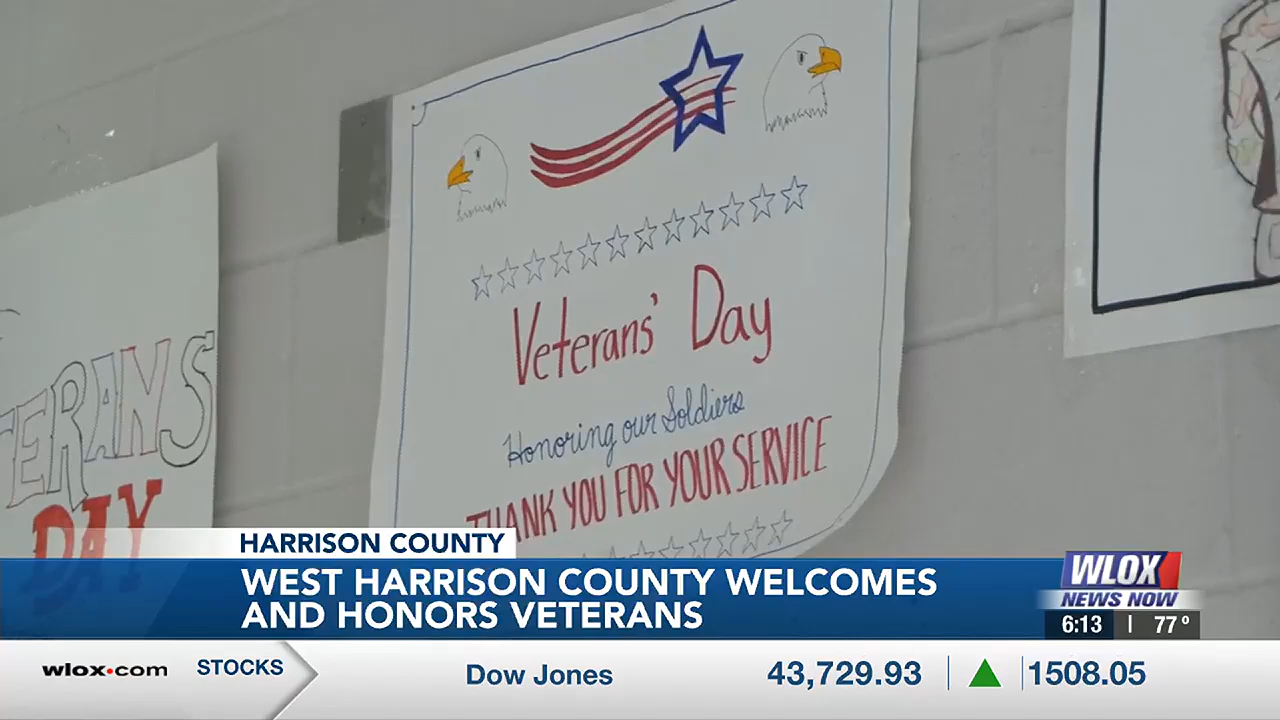 Veterans' Day
Honoring our Soldiers
THANK YOU FOR YOUR SERVICE
TERANS
DAY
HARRISON COUNTY
WEST HARRISON COUNTY WELCOMES
AND HONORS VETERANS
WLOX
NEWS NOW
6:13 | 77°
wlox.com STOCKS Dow Jones 43,729.93 1508.05